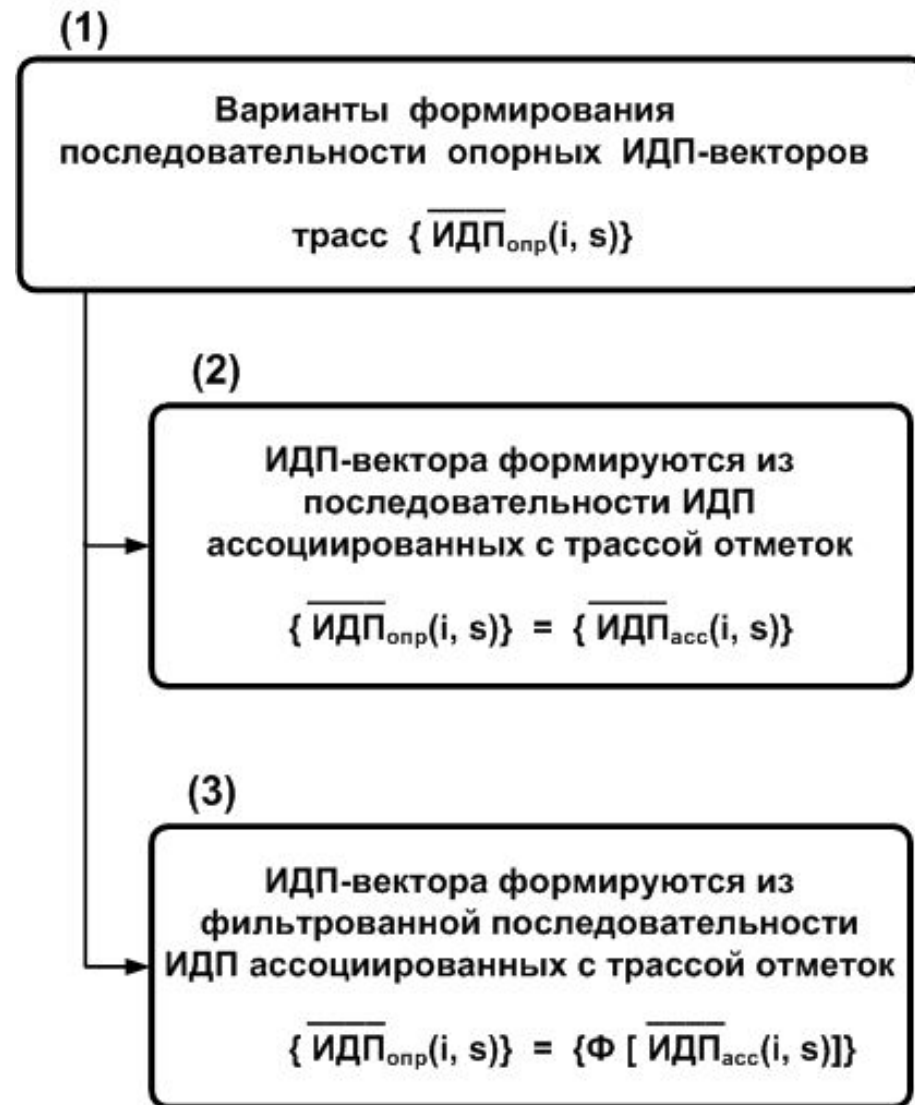 (1)
Варианты формирования
последовательности опорных ИДП-векторов
трасс { ИДПопр(i, s)}
(2)
ИДП-вектора формируются из
последовательности ИДП
ассоциированных с трассой отметок
{ ИДПопр(i, s)} = { ИДПасс(i, s)}
(3)
ИДП-вектора формируются из
фильтрованной последовательности
ИДП ассоциированных с трассой отметок
{ ИДПопр(i, s)} = {Ф [ ИДПасс(i, s)]}